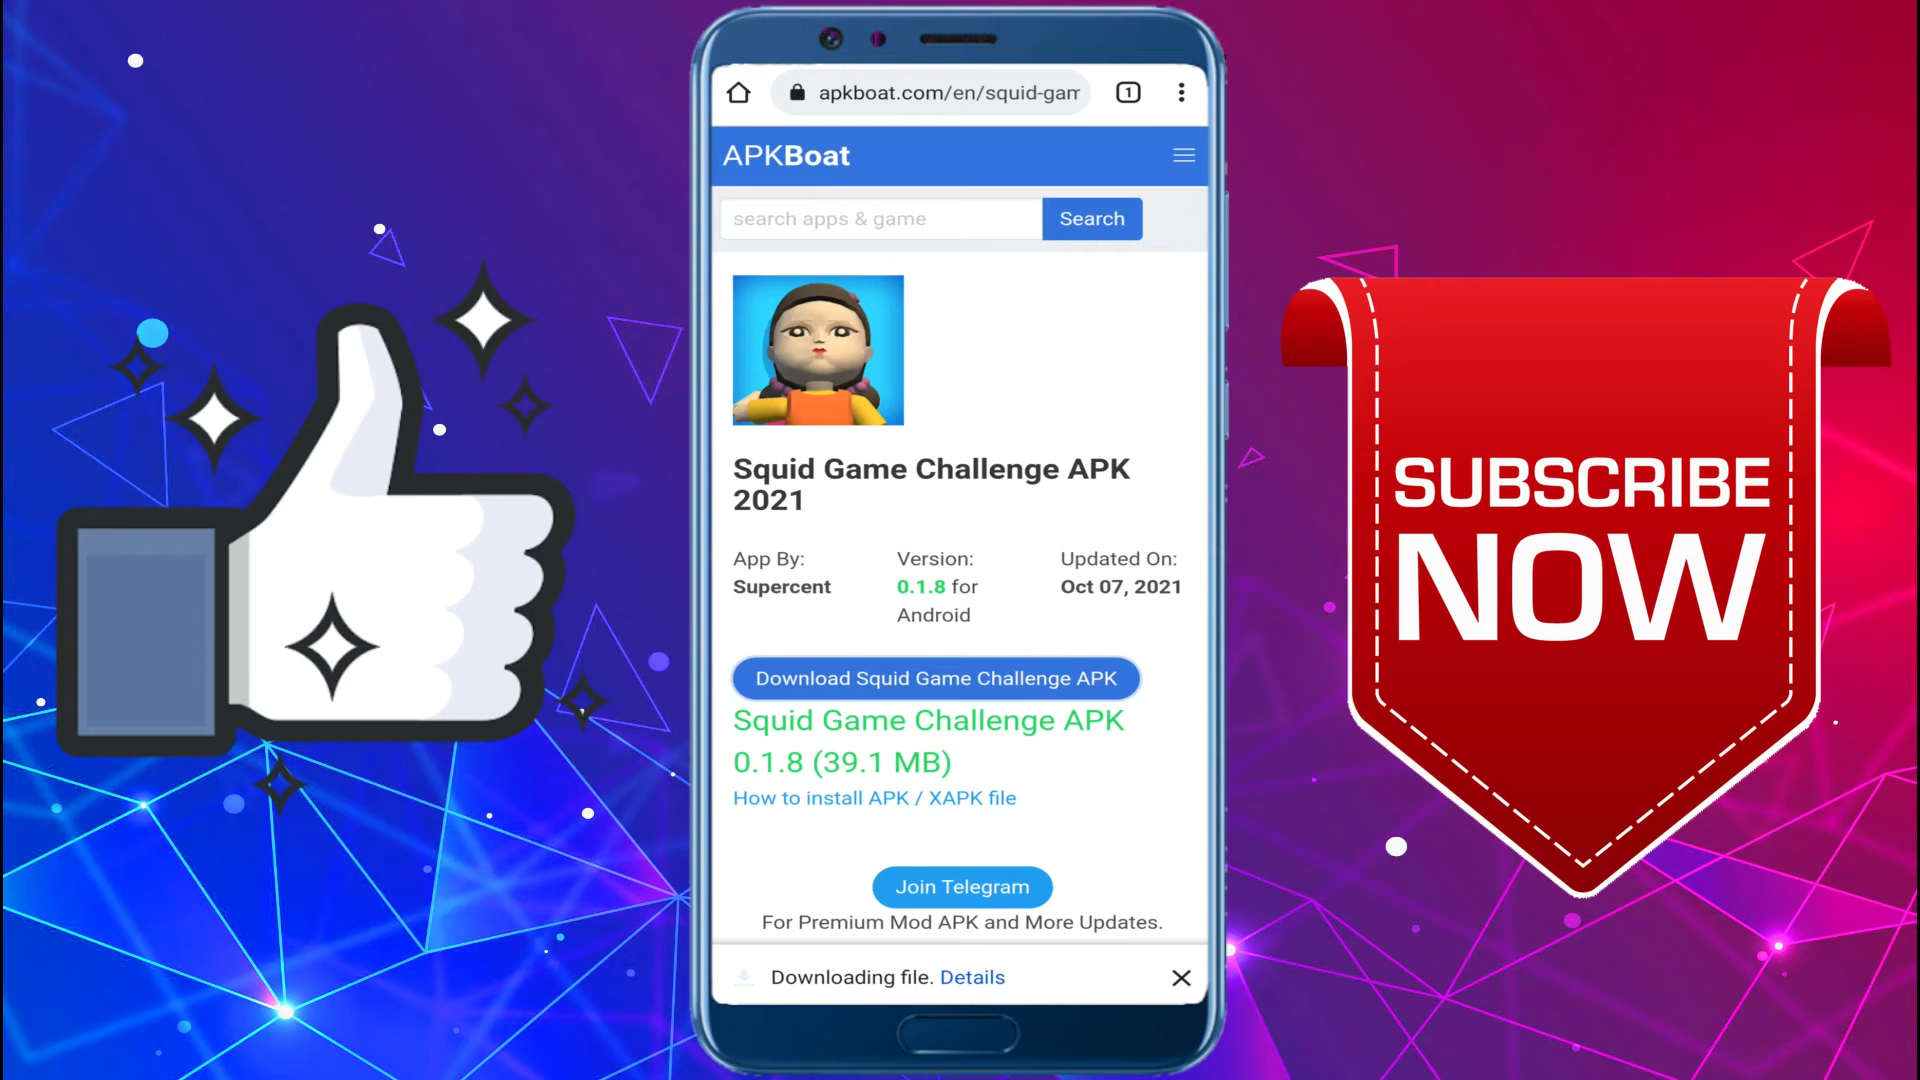 apkboat.com/en/squid-gam
1
APKBoat
search apps & game
Search
Squid Game Challenge APK
2021
App By:
Supercent
Version:
0.1.8 for
Android
Updated On:
Oct 07, 2021
Download Squid Game Challenge APK
Squid Game Challenge APK
0.1.8 (39.1 MB)
How to install APK / XAPK file
Join Telegram
For Premium Mod APK and More Updates.
Downloading file. Details
SUBSCRIBE
NOW